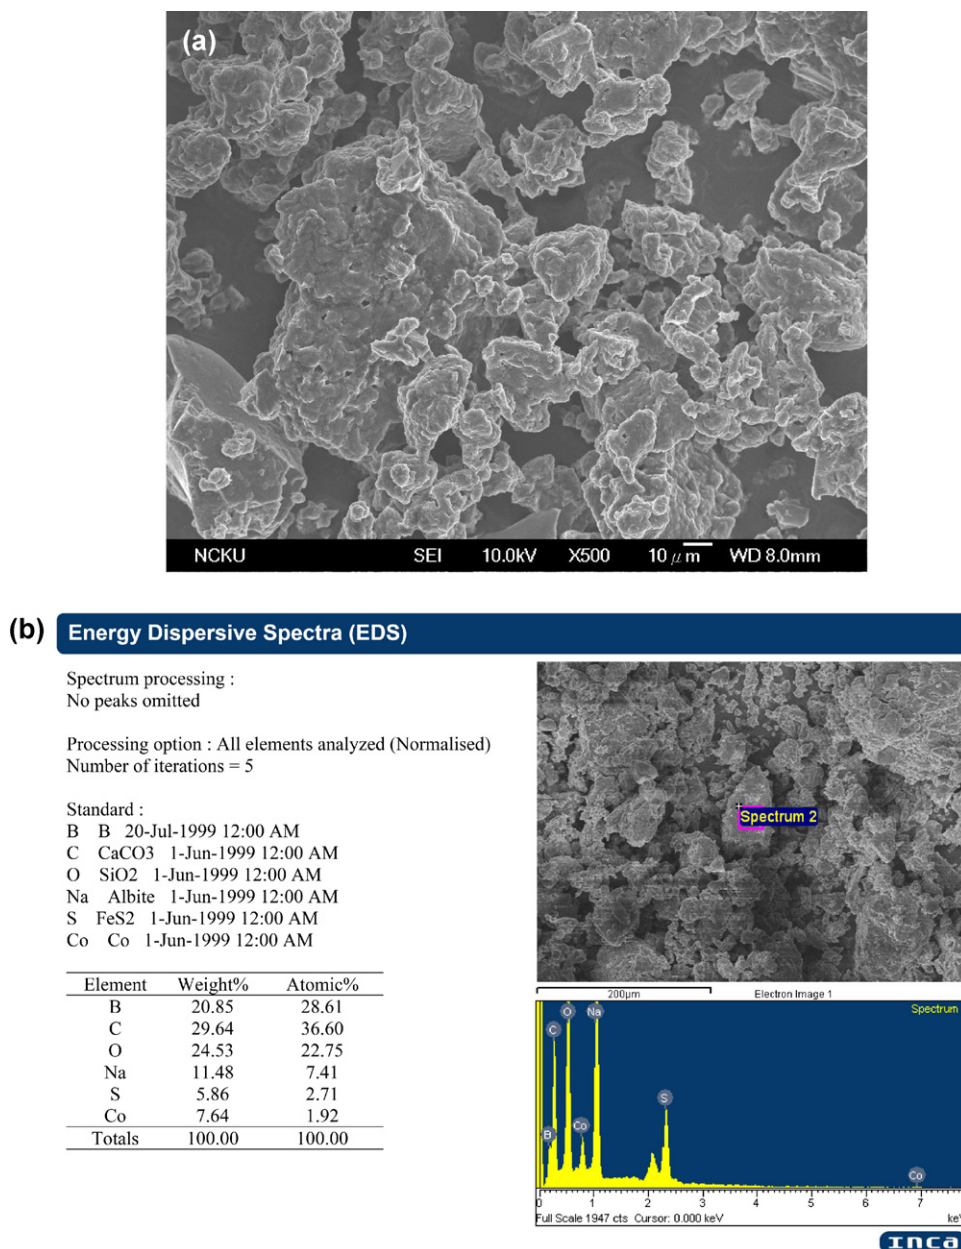 (a)
NCKU SEI 10.0kV X500 10 μm WD 8.0mm
(b) Energy Dispersive Spectra (EDS)
Spectrum processing :
No peaks omitted
Processing option : All elements analyzed (Normalised)
Number of iterations = 5
Standard :
B B 20-Jul-1999 12:00 AM
C CaCO3 1-Jun-1999 12:00 AM
O SiO2 1-Jun-1999 12:00 AM
Na Albite 1-Jun-1999 12:00 AM
S FeS2 1-Jun-1999 12:00 AM
Co Co 1-Jun-1999 12:00 AM
Element Weight% Atomic%
B 20.85 28.61
C 29.64 36.60
O 24.53 22.75
Na 11.48 7.41
S 5.86 2.71
Co 7.64 1.92
Totals 100.00 100.00
Spectrum 2
200μm Electron Image 1
Spectrum
O Na
C
S
Co
B
Co
0 1 2 3 4 5 6 7
Full Scale 1947 cts Cursor: 0.000 keV keV
Inca